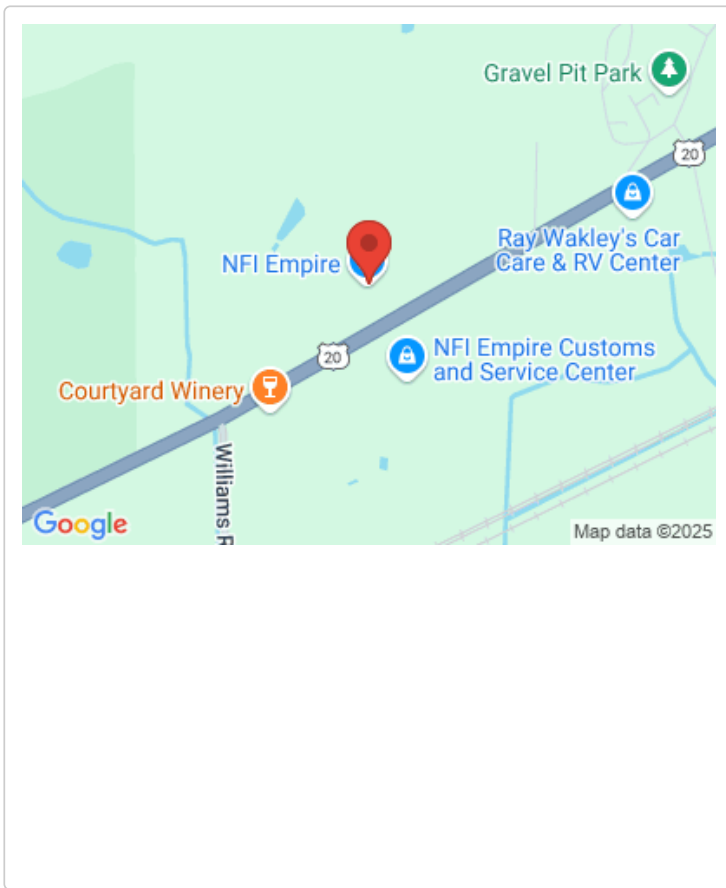 Gravel Pit Park
20
Ray Wakley's Car
Care & RV Center
NFI Empire
20
NFI Empire Customs
and Service Center
Courtyard Winery
Williams R
Google
Map data ©2025